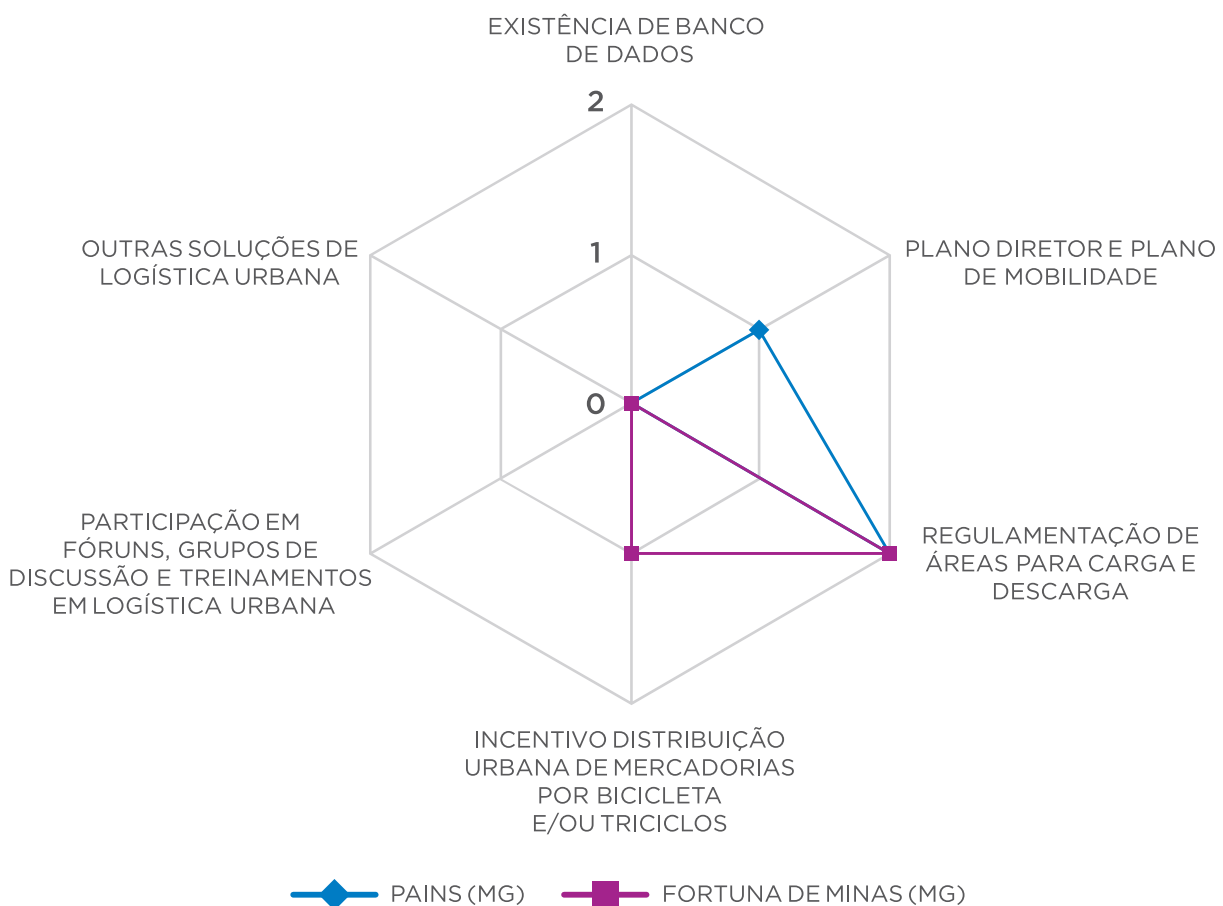 EXISTÊNCIA DE BANCO
DE DADOS
2
OUTRAS SOLUÇÕES DE
LOGÍSTICA URBANA
1
PLANO DIRETOR E PLANO
DE MOBILIDADE
0
PARTICIPAÇÃO EM
FÓRUNS, GRUPOS DE
DISCUSSÃO E TREINAMENTOS
EM LOGÍSTICA URBANA
REGULAMENTAÇÃO DE
ÁREAS PARA CARGA E
DESCARGA
INCENTIVO DISTRIBUIÇÃO
URBANA DE MERCADORIAS
POR BICICLETA
E/OU TRICICLOS
PAINS (MG)
FORTUNA DE MINAS (MG)